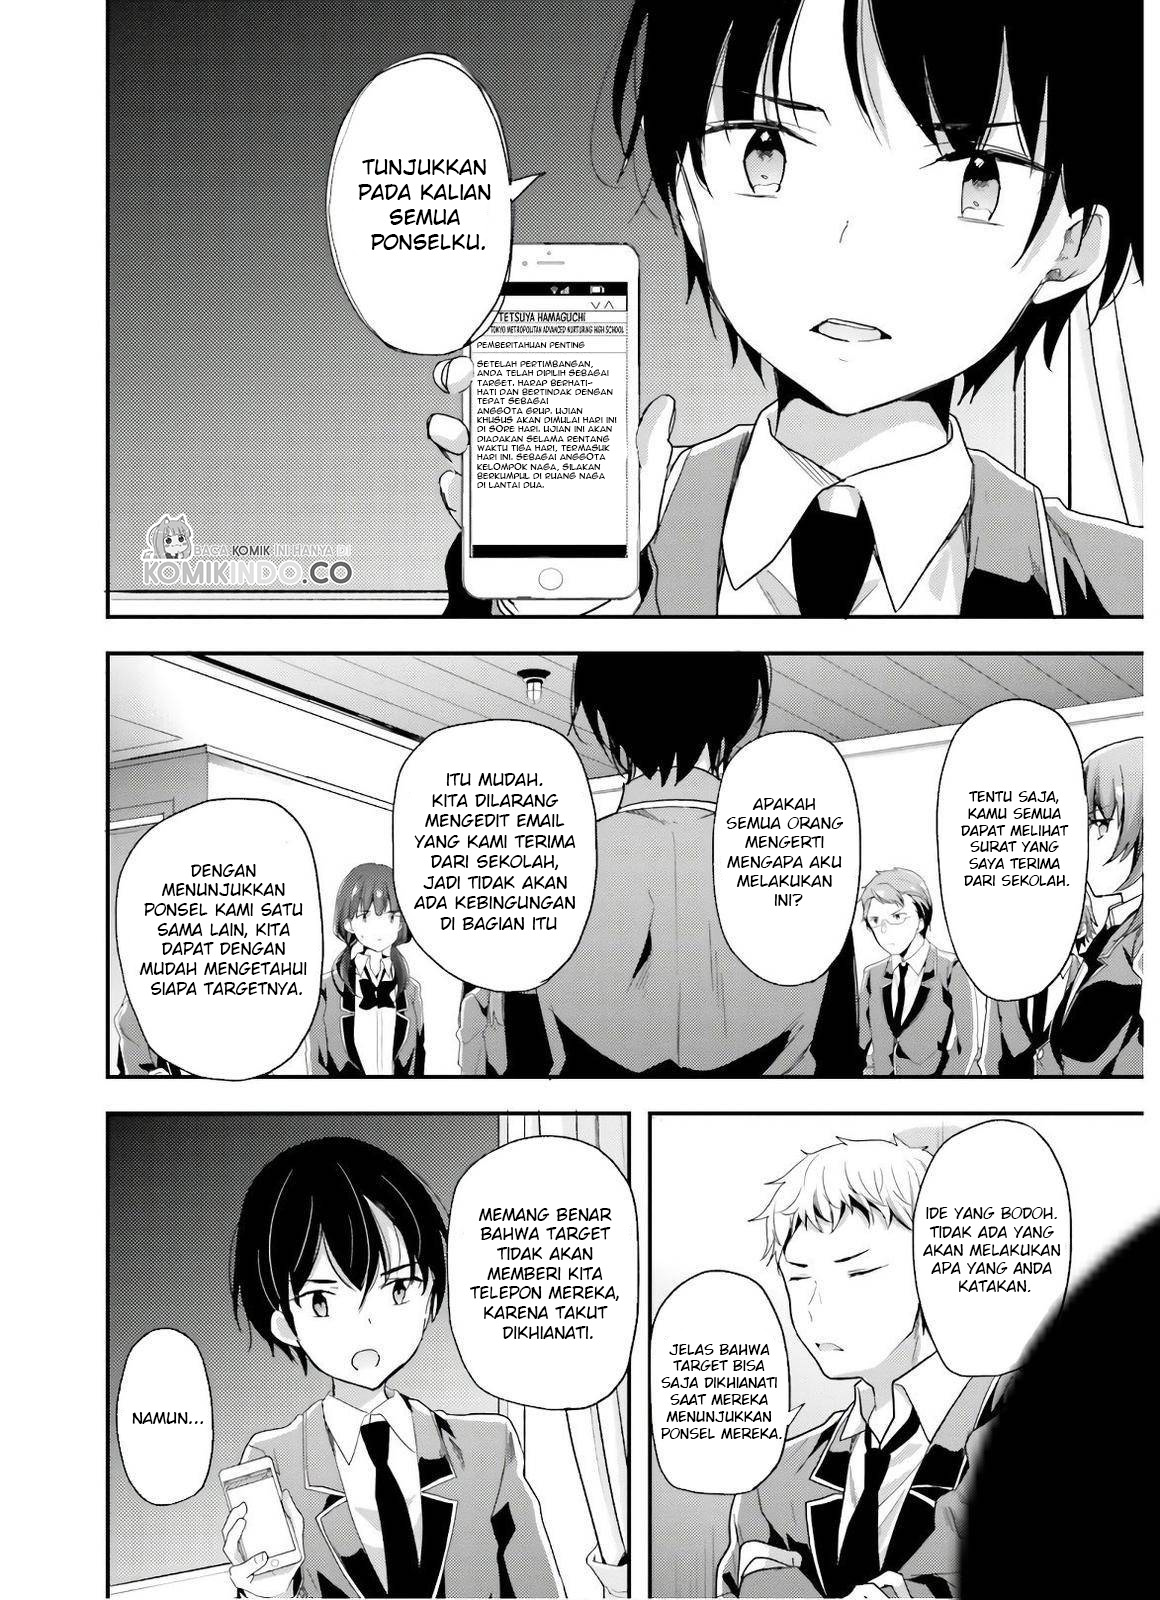 TUNJUKKAN
PADA KALIAN
SEMUA
PONSELKU.
TETSUYA HAMAGUCHI
TOKYO METROPOLITAN ADVANCED NURTURING HIGH SCHOOL
PEMBERITAHUAN PENTING
SETELAH PERTIMBANGAN,
ANDA TELAH DIPILIH SEBAGAI
TARGET. HARAP BERHATI-
HATI DAN BERTINDAK DENGAN
TEPAT SEBAGAI
ANGGOTA GRUP. UJIAN
KHUSUS AKAN DIMULAI HARI INI
DI SORE HARI. UJIAN INI AKAN
DIADAKAN SELAMA RENTANG
WAKTU TIGA HARI, TERMASUK
HARI INI. SEBAGAI ANGGOTA
KELOMPOK NAGA, SILAKAN
BERKUMPUL DI RUANG NAGA
DI LANTAI DUA.
BACA KOMIK INI HANYA DI
KOMIKINDO.CO
TENTU SAJA,
KAMU SEMUA
DAPAT MELIHAT
SURAT YANG
SAYA TERIMA
DARI SEKOLAH.
APAKAH
SEMUA ORANG
MENGERTI
MENGAPA AKU
MELAKUKAN
INI?
ITU MUDAH.
KITA DILARANG
MENGEDIT EMAIL
YANG KAMI TERIMA
DARI SEKOLAH,
JADI TIDAK AKAN
ADA KEBINGUNGAN
DI BAGIAN ITU
DENGAN
MENUNJUKKAN
PONSEL KAMI SATU
SAMA LAIN, KITA
DAPAT DENGAN
MUDAH MENGETAHUI
SIAPA TARGETNYA.
IDE YANG BODOH.
TIDAK ADA YANG
AKAN MELAKUKAN
APA YANG ANDA
KATAKAN.
JELAS BAHWA
TARGET BISA
SAJA DIKHIANATI
SAAT MEREKA
MENUNJUKKAN
PONSEL MEREKA.
MEMANG BENAR
BAHWA TARGET
TIDAK AKAN
MEMBERI KITA
TELEPON MEREKA,
KARENA TAKUT
DIKHIANATI.
NAMUN...